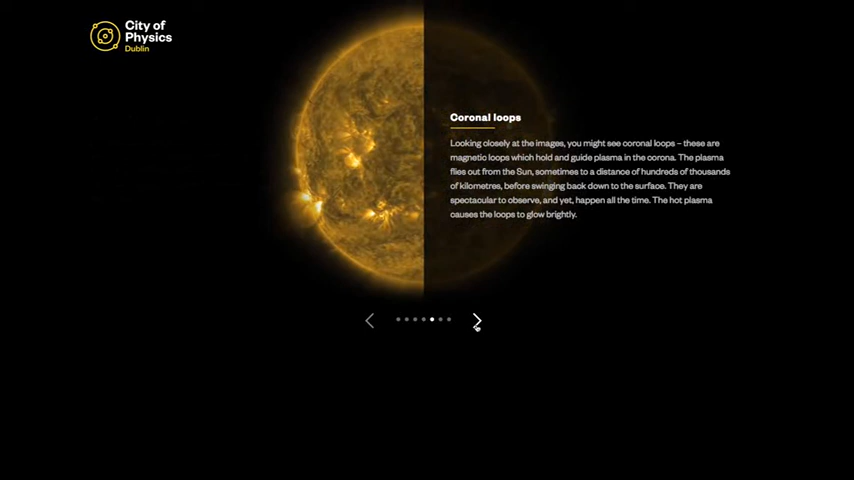 City of
Physics
Dublin
Coronal loops
Looking closely at the images, you might see coronal loops – these are
magnetic loops which hold and guide plasma in the corona. The plasma
flies out from the Sun, sometimes to a distance of hundreds of thousands
of kilometres, before swinging back down to the surface. They are
spectacular to observe, and yet, happen all the time. The hot plasma
causes the loops to glow brightly.